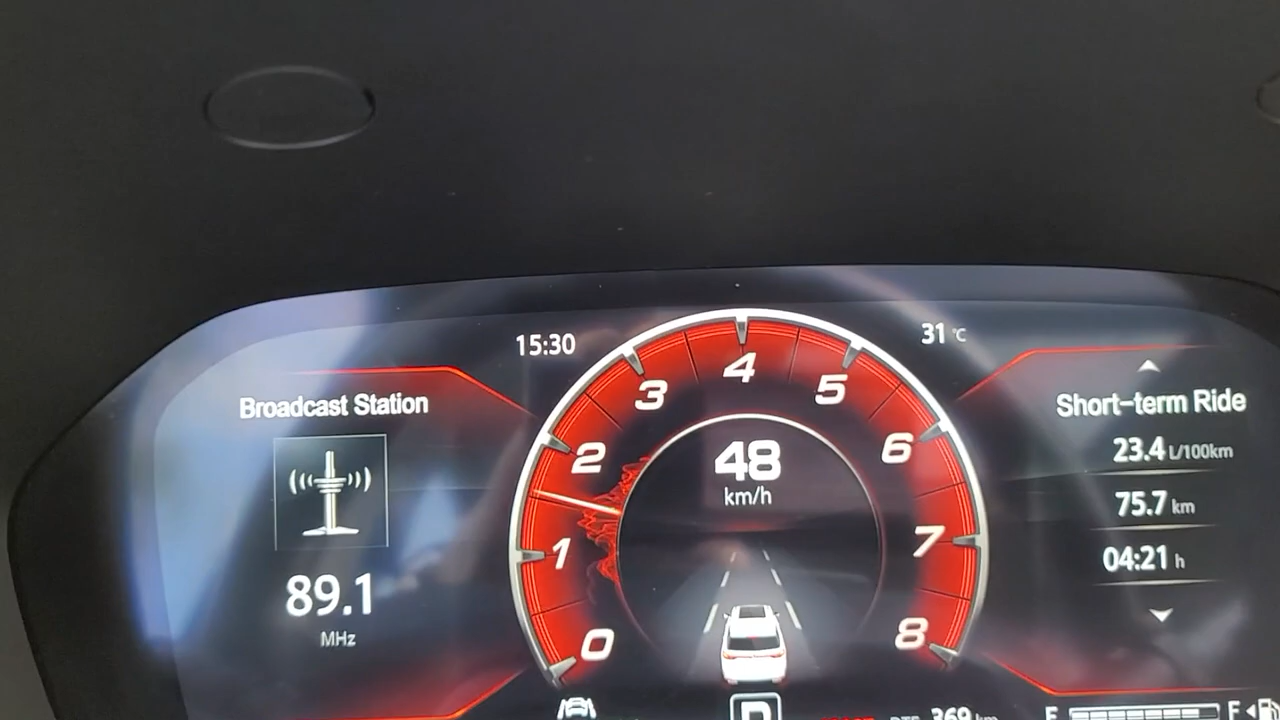 15:30
31 °C
Broadcast Station
89.1
MHz
0
1
2
3
4
5
6
7
8
48
km/h
Short-term Ride
23.4 L/100km
75.7 km
04:21 h
369 km
F